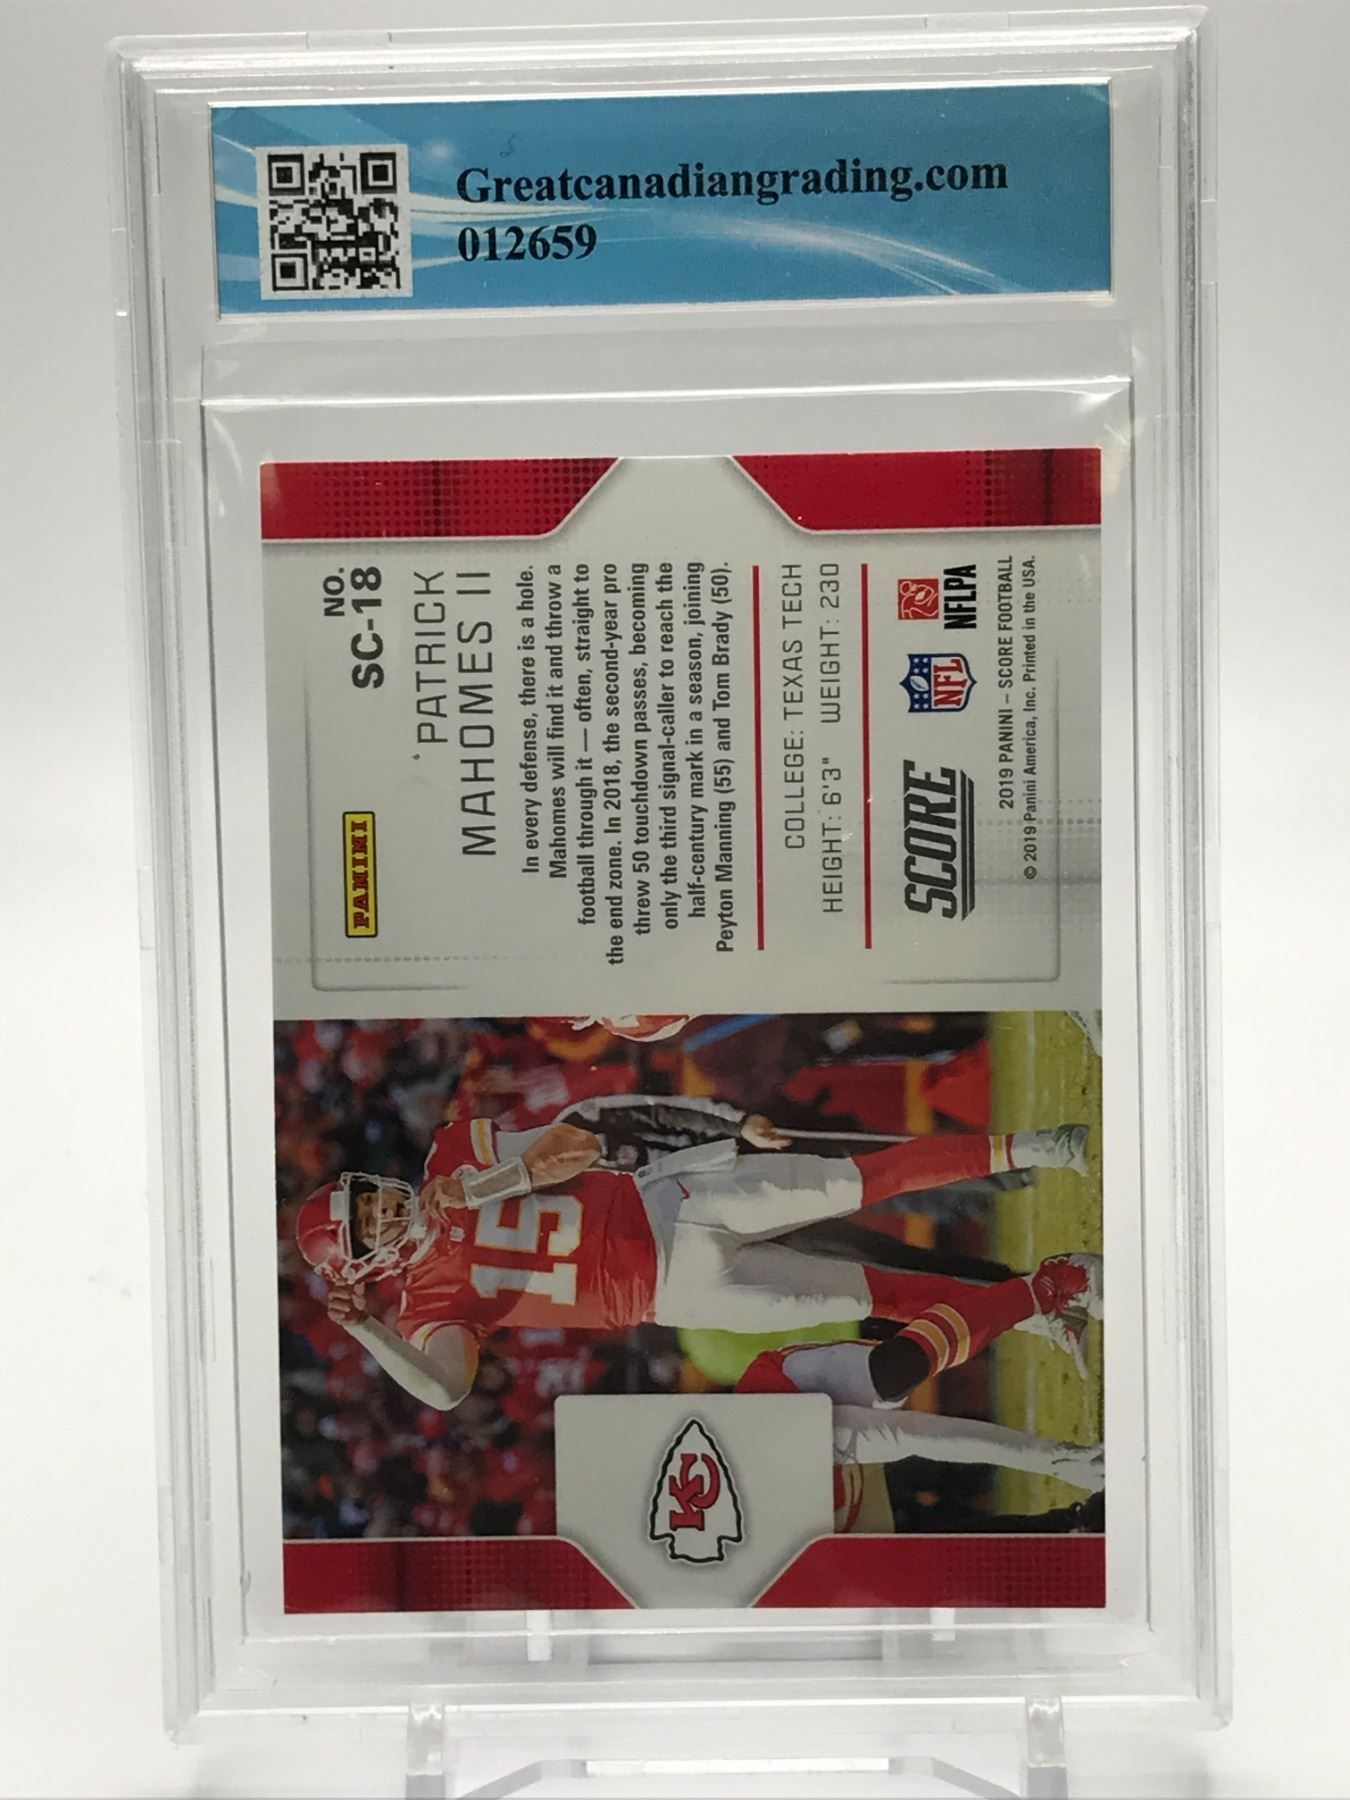 Greatcanadiangrading.com
012659
NO.
SC-18
PANINI
PATRICK
MAHOMES II
In every defense, there is a hole.
Mahomes will find it and throw a
football through it — often, straight to
the end zone. In 2018, the second-year pro
threw 50 touchdown passes, becoming
only the third signal-caller to reach the
half-century mark in a season, joining
Peyton Manning (55) and Tom Brady (50).
COLLEGE: TEXAS TECH
HEIGHT: 6'3" WEIGHT: 230
SCORE
NFL
NFLPA
2019 PANINI – SCORE FOOTBALL
© 2019 Panini America, Inc. Printed in the USA.
15
KC